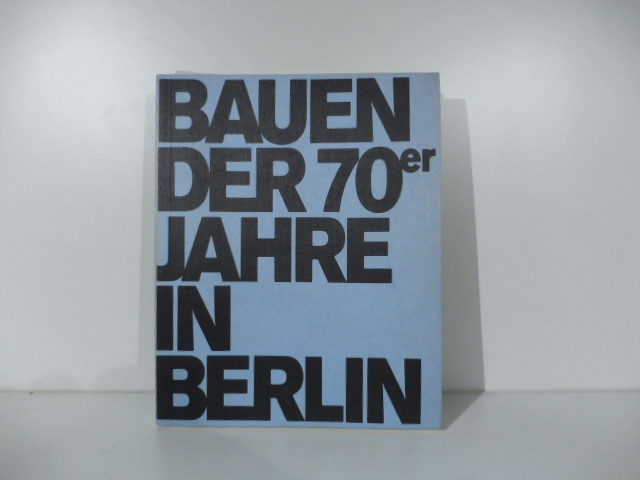 BAUEN
DER 70er
JAHRE
IN
BERLIN